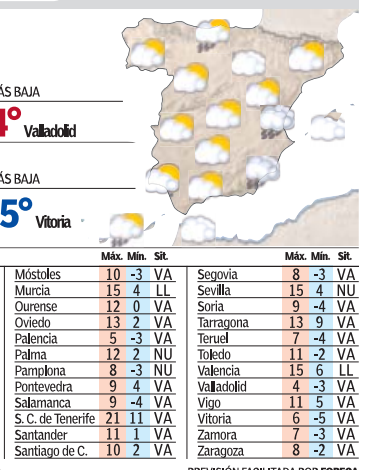 ÁS BAJA
4° Valladolid
ÁS BAJA
5° Vitoria
Máx. Mín. Sit.
Móstoles 10 -3 VA
Murcia 15 4 LL
Ourense 12 0 VA
Oviedo 13 2 VA
Palencia 5 -3 VA
Palma 12 2 NU
Pamplona 8 -3 NU
Pontevedra 9 4 VA
Salamanca 9 -4 VA
S. C. de Tenerife 21 11 VA
Santander 11 1 VA
Santiago de C. 10 2 VA
Máx. Mín. Sit.
Segovia 8 -3 VA
Sevilla 15 4 NU
Soria 9 -4 VA
Tarragona 13 9 VA
Teruel 7 -4 VA
Toledo 11 -2 VA
Valencia 15 6 LL
Valladolid 4 -3 VA
Vigo 11 5 VA
Vitoria 6 -5 VA
Zamora 7 -3 VA
Zaragoza 8 -2 VA
PREVISIÓN FACILITADA POR FORECA